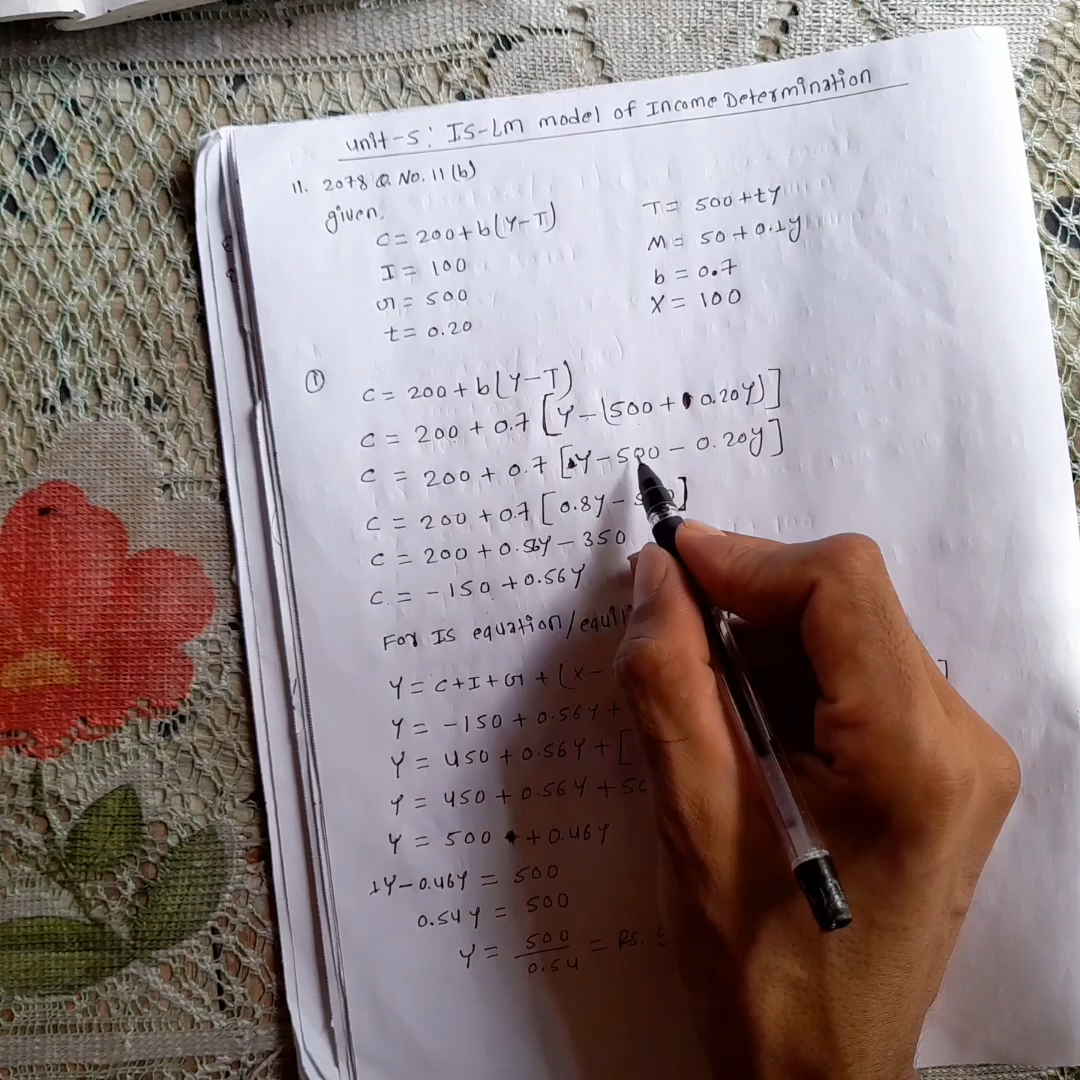 Unit-5: IS-LM model of Income Determination
11. 2078 Q. No. 11 (b)
given,
C = 200 + b(Y-T)
I = 100
G = 500
t = 0.20
T = 500 + tY
M = 50 + 0.1Y
b = 0.7
X = 100
①
C = 200 + b(Y-T)
C = 200 + 0.7 [Y-(500 + 0.20Y)]
C = 200 + 0.7 [Y-500 - 0.20Y]
C = 200 + 0.7 [0.8Y -
C = 200 + 0.56Y - 350
C = -150 + 0.56Y
For IS equation/
Y = C+I+G + (X-
Y = -150 + 0.56Y +
Y = 450 + 0.56Y + [
Y = 450 + 0.56Y +
Y = 500 + 0.46Y
1Y - 0.46Y = 500
0.54Y = 500
Y = 500/0.54 = Rs.